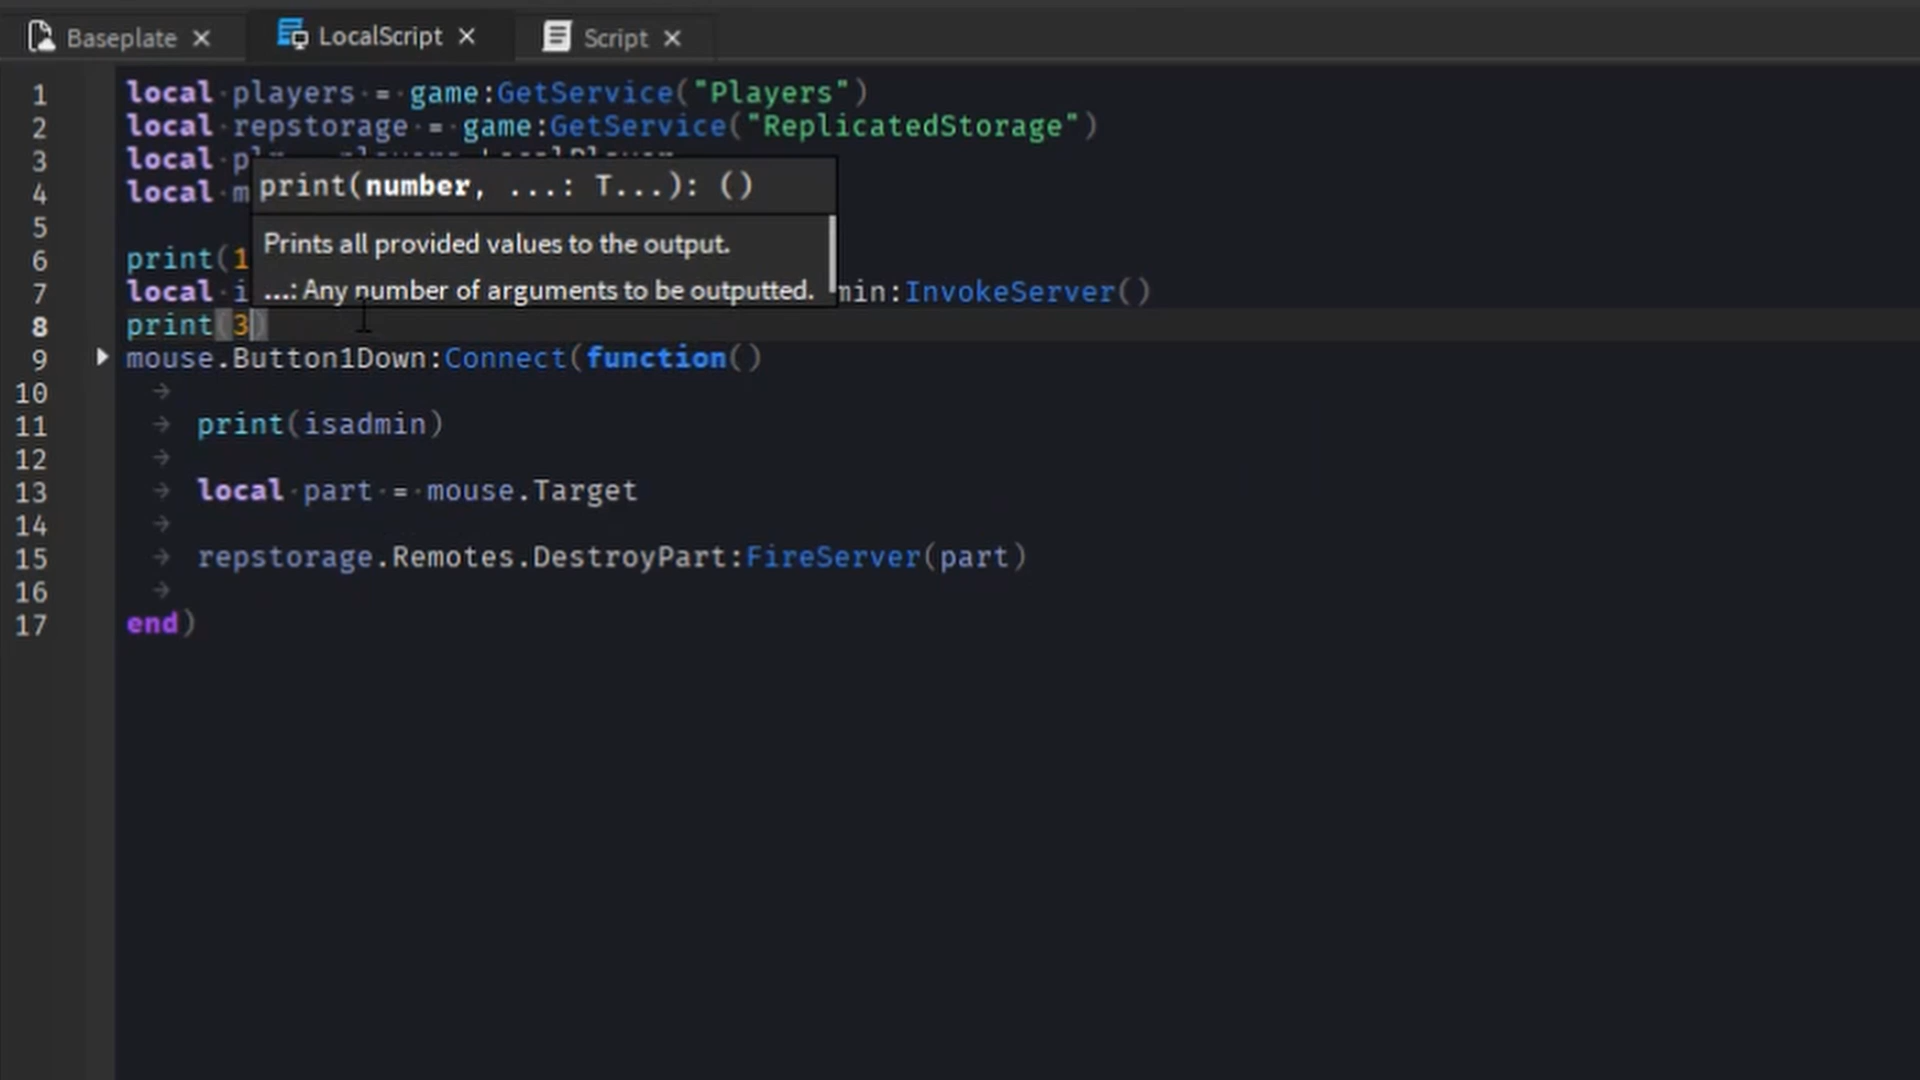 Baseplate
LocalScript
Script
1 local players = game:GetService("Players")
2 local repstorage = game:GetService("ReplicatedStorage")
3 local
4 local
print(number, ...: T...): ()
5
Prints all provided values to the output.
6 print(1
...: Any number of arguments to be outputted.
7 local min:InvokeServer()
8 print(3)
9 mouse.Button1Down:Connect(function()
10
11 print(isadmin)
12
13 local part = mouse.Target
14
15 repstorage.Remotes.DestroyPart:FireServer(part)
16
17 end)